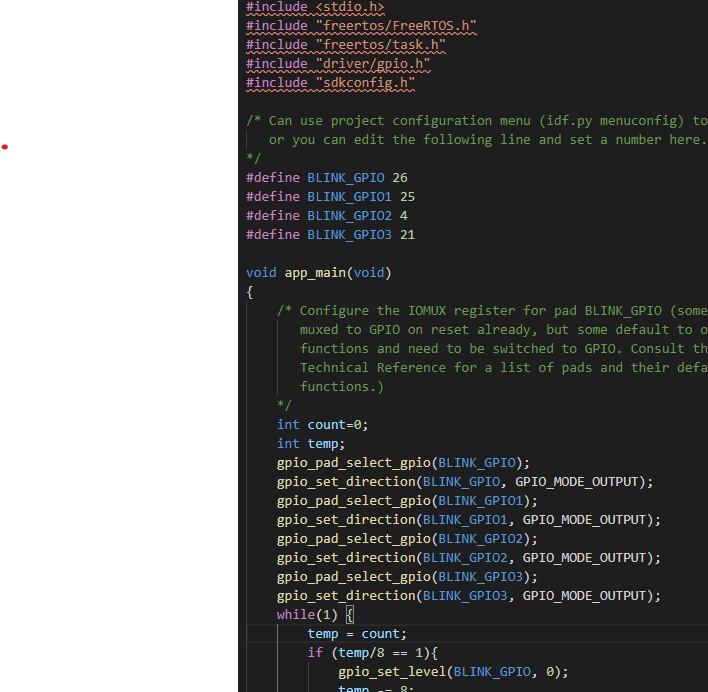 #include <stdio.h>
#include "freertos/FreeRTOS.h"
#include "freertos/task.h"
#include "driver/gpio.h"
#include "sdkconfig.h"
/* Can use project configuration menu (idf.py menuconfig) to
or you can edit the following line and set a number here.
*/
#define BLINK_GPIO 26
#define BLINK_GPIO1 25
#define BLINK_GPIO2 4
#define BLINK_GPIO3 21
void app_main(void)
{
/* Configure the IOMUX register for pad BLINK_GPIO (some
muxed to GPIO on reset already, but some default to o
functions and need to be switched to GPIO. Consult th
Technical Reference for a list of pads and their defa
functions.)
*/
int count=0;
int temp;
gpio_pad_select_gpio(BLINK_GPIO);
gpio_set_direction(BLINK_GPIO, GPIO_MODE_OUTPUT);
gpio_pad_select_gpio(BLINK_GPIO1);
gpio_set_direction(BLINK_GPIO1, GPIO_MODE_OUTPUT);
gpio_pad_select_gpio(BLINK_GPIO2);
gpio_set_direction(BLINK_GPIO2, GPIO_MODE_OUTPUT);
gpio_pad_select_gpio(BLINK_GPIO3);
gpio_set_direction(BLINK_GPIO3, GPIO_MODE_OUTPUT);
while(1) {
temp = count;
if (temp/8 == 1){
gpio_set_level(BLINK_GPIO, 0);
temp -= 8;